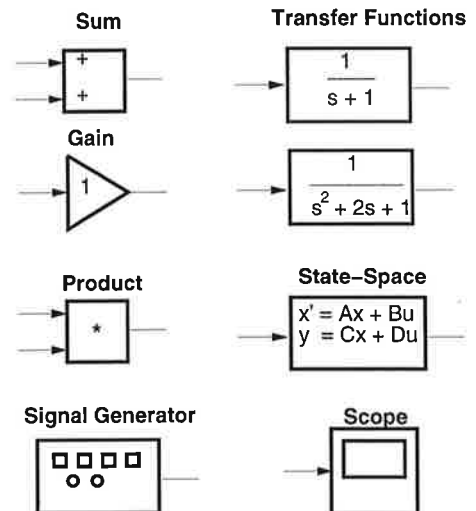 Sum
+
+
Gain
1
Product
*
Signal Generator
Transfer Functions
1
s + 1
1
s² + 2s + 1
State–Space
x' = Ax + Bu
y = Cx + Du
Scope